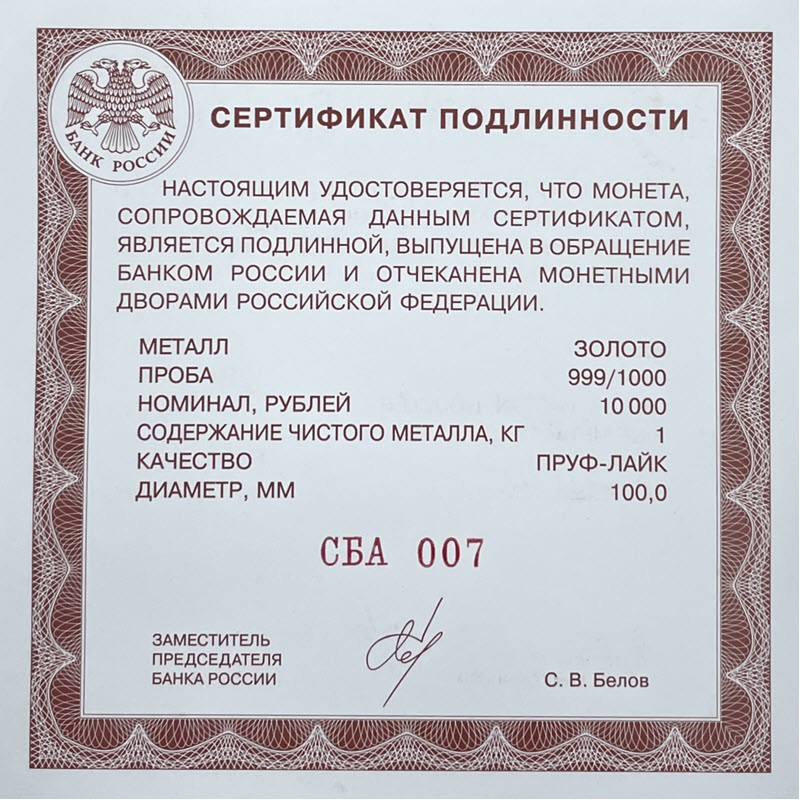 БАНК РОССИИ
СЕРТИФИКАТ ПОДЛИННОСТИ
НАСТОЯЩИМ УДОСТОВЕРЯЕТСЯ, ЧТО МОНЕТА,
СОПРОВОЖДАЕМАЯ ДАННЫМ СЕРТИФИКАТОМ,
ЯВЛЯЕТСЯ ПОДЛИННОЙ, ВЫПУЩЕНА В ОБРАЩЕНИЕ
БАНКОМ РОССИИ И ОТЧЕКАНЕНА МОНЕТНЫМИ
ДВОРАМИ РОССИЙСКОЙ ФЕДЕРАЦИИ.
МЕТАЛЛ ЗОЛОТО
ПРОБА 999/1000
НОМИНАЛ, РУБЛЕЙ 10 000
СОДЕРЖАНИЕ ЧИСТОГО МЕТАЛЛА, КГ 1
КАЧЕСТВО ПРУФ-ЛАЙК
ДИАМЕТР, ММ 100,0
СБА 007
ЗАМЕСТИТЕЛЬ
ПРЕДСЕДАТЕЛЯ
БАНКА РОССИИ С. В. Белов